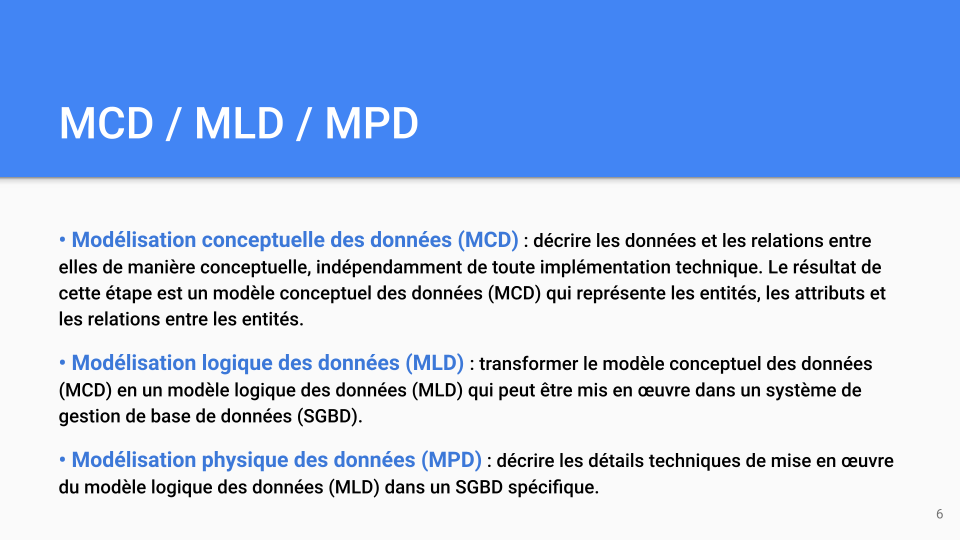 MCD / MLD / MPD
• Modélisation conceptuelle des données (MCD) : décrire les données et les relations entre
elles de manière conceptuelle, indépendamment de toute implémentation technique. Le résultat de
cette étape est un modèle conceptuel des données (MCD) qui représente les entités, les attributs et
les relations entre les entités.
• Modélisation logique des données (MLD) : transformer le modèle conceptuel des données
(MCD) en un modèle logique des données (MLD) qui peut être mis en œuvre dans un système de
gestion de base de données (SGBD).
• Modélisation physique des données (MPD) : décrire les détails techniques de mise en œuvre
du modèle logique des données (MLD) dans un SGBD spécifique.
6